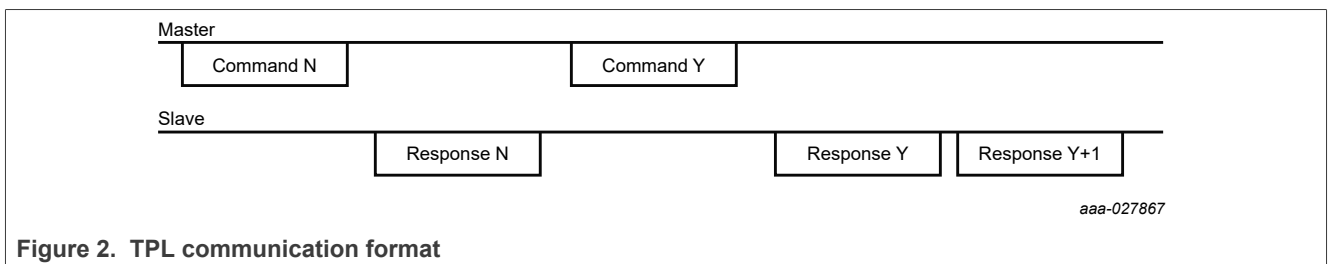 Master
Command N
Command Y
Slave
Response N
Response Y
Response Y+1
aaa-027867
Figure 2. TPL communication format